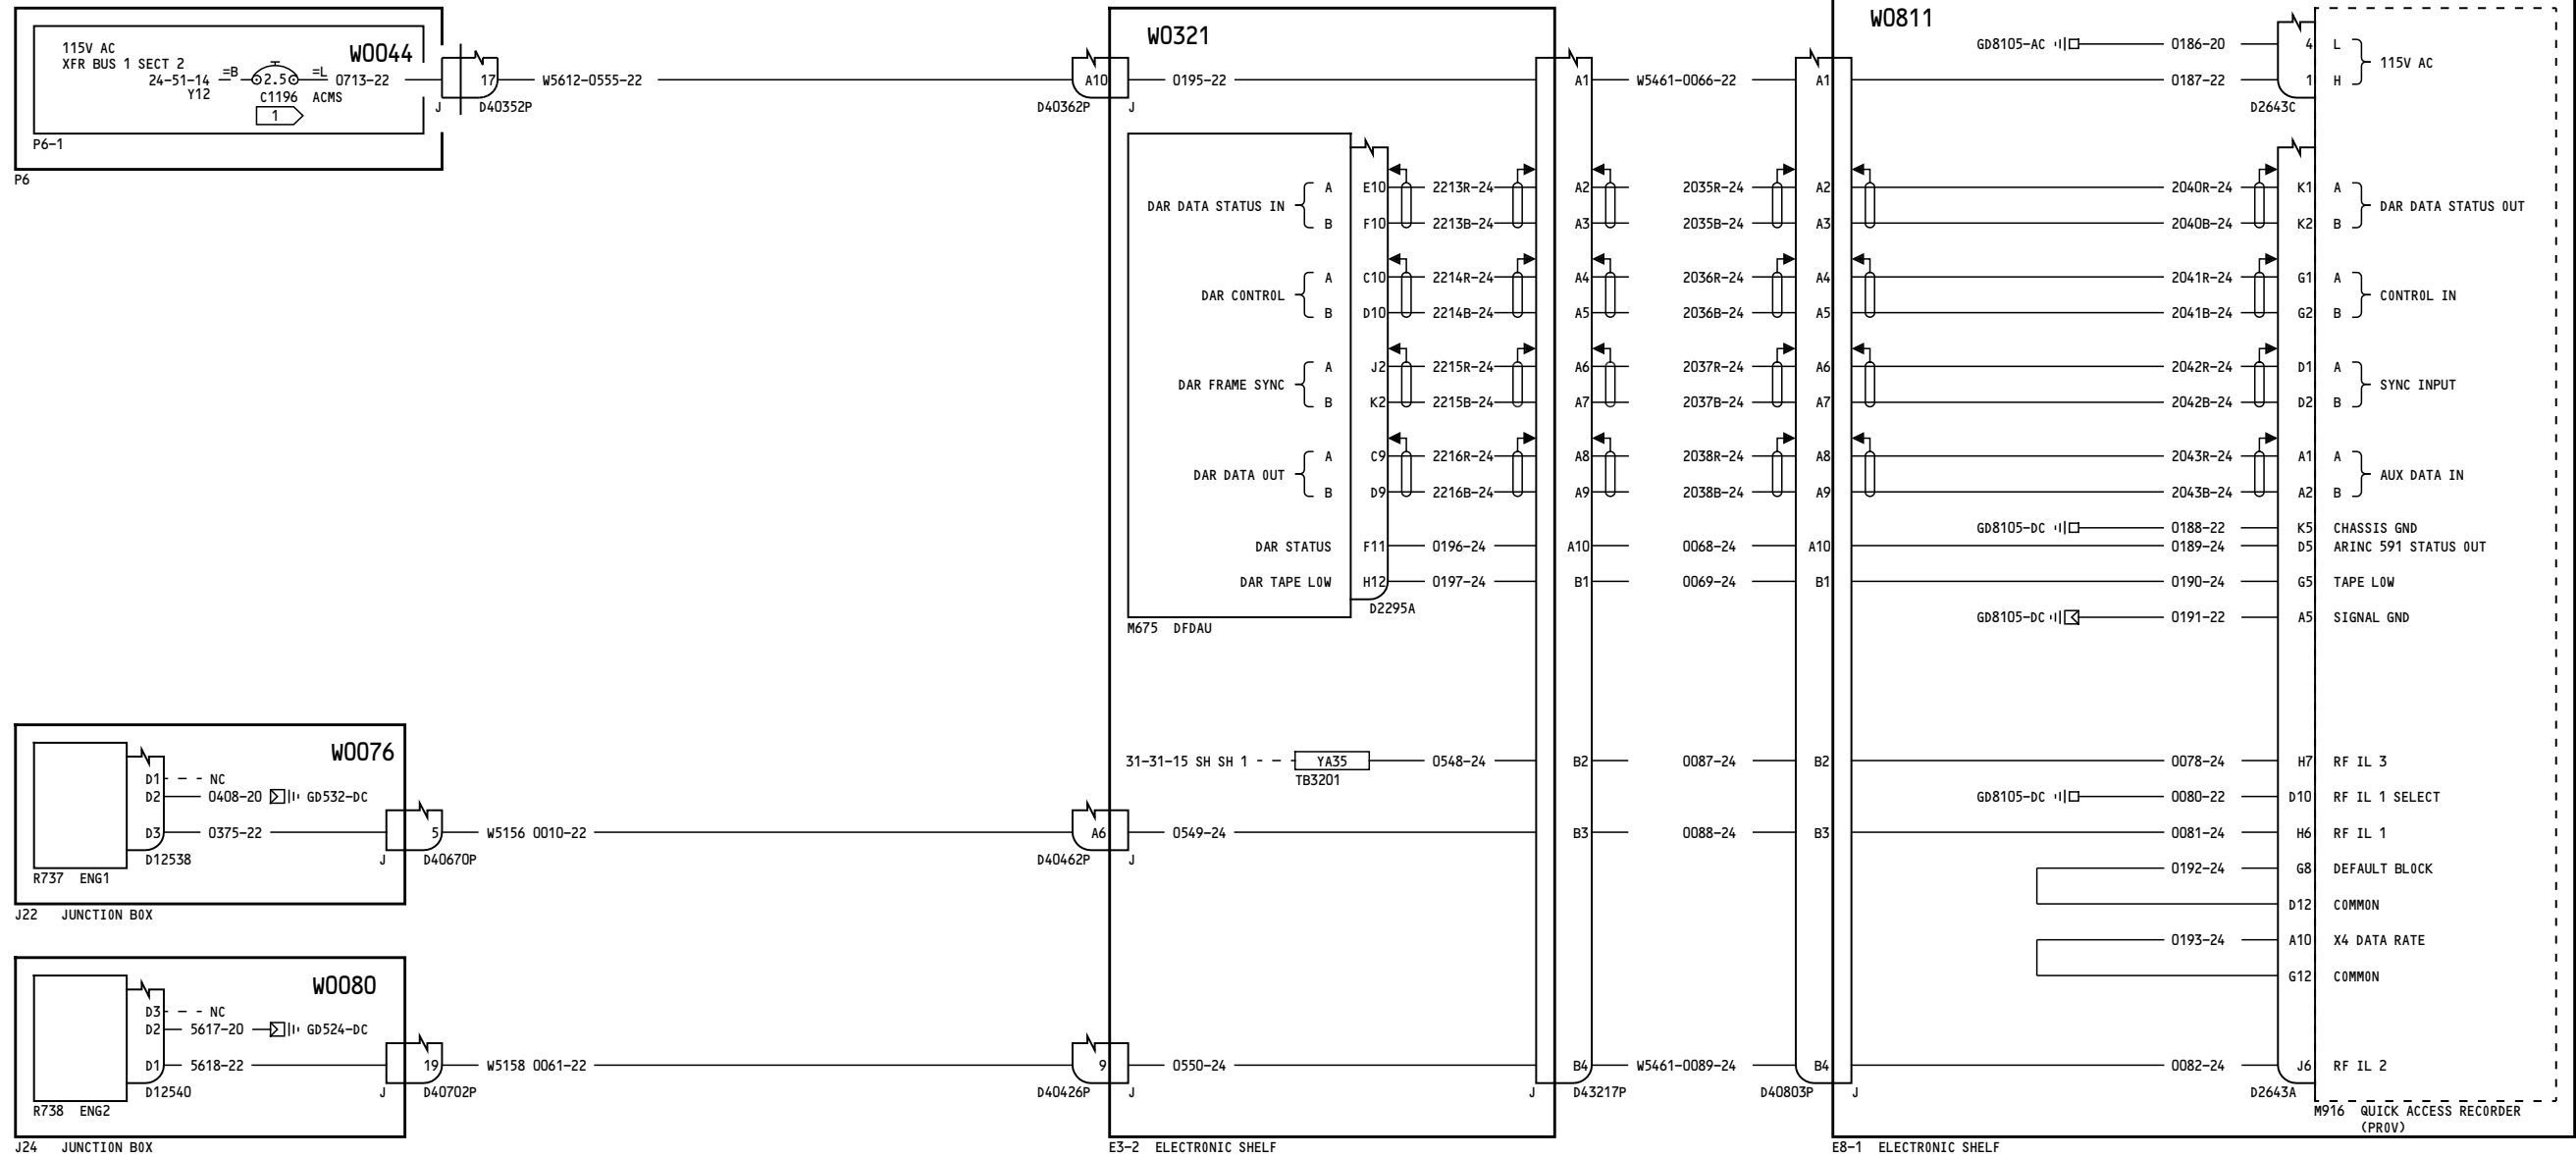 W0044
115V AC
XFR BUS 1 SECT 2
24-51-14 =B 2.5 =L 0713-22
Y12 C1196 ACMS
1
P6-1
P6
17 W5612-0555-22 A10
J D40352P D40362P J
W0321
0195-22 A1 W5461-0066-22 A1
W0811
GD8105-AC 0186-20 4 L
0187-22 1 H
115V AC
D2643C
DAR DATA STATUS IN
A E10 2213R-24 A2 2035R-24 A2 2040R-24 K1 A
B F10 2213B-24 A3 2035B-24 A3 2040B-24 K2 B
DAR DATA STATUS OUT
DAR CONTROL
A C10 2214R-24 A4 2036R-24 A4 2041R-24 G1 A
B D10 2214B-24 A5 2036B-24 A5 2041B-24 G2 B
CONTROL IN
DAR FRAME SYNC
A J2 2215R-24 A6 2037R-24 A6 2042R-24 D1 A
B K2 2215B-24 A7 2037B-24 A7 2042B-24 D2 B
SYNC INPUT
DAR DATA OUT
A C9 2216R-24 A8 2038R-24 A8 2043R-24 A1 A
B D9 2216B-24 A9 2038B-24 A9 2043B-24 A2 B
AUX DATA IN
GD8105-DC 0188-22 K5 CHASSIS GND
DAR STATUS F11 0196-24 A10 0068-24 A10 0189-24 D5 ARINC 591 STATUS OUT
DAR TAPE LOW H12 0197-24 B1 0069-24 B1 0190-24 G5 TAPE LOW
D2295A
GD8105-DC 0191-22 A5 SIGNAL GND
M675 DFDAU
31-31-15 SH SH 1 YA35 0548-24 B2 0087-24 B2 0078-24 H7 RF IL 3
TB3201
GD8105-DC 0080-22 D10 RF IL 1 SELECT
W0076
D1 NC
D2 0408-20 GD532-DC
D3 0375-22 5 W5156 0010-22 A6 0549-24 B3 0088-24 B3 0081-24 H6 RF IL 1
D12538 J D40670P D40462P J
R737 ENG1
J22 JUNCTION BOX
0192-24 G8 DEFAULT BLOCK
D12 COMMON
0193-24 A10 X4 DATA RATE
G12 COMMON
W0080
D3 NC
D2 5617-20 GD524-DC
D1 5618-22 19 W5158 0061-22 9 0550-24 B4 W5461-0089-24 B4 0082-24 J6 RF IL 2
D12540 J D40702P D40426P J J D43217P D40803P J D2643A
R738 ENG2
J24 JUNCTION BOX
M916 QUICK ACCESS RECORDER
(PROV)
E3-2 ELECTRONIC SHELF
E8-1 ELECTRONIC SHELF